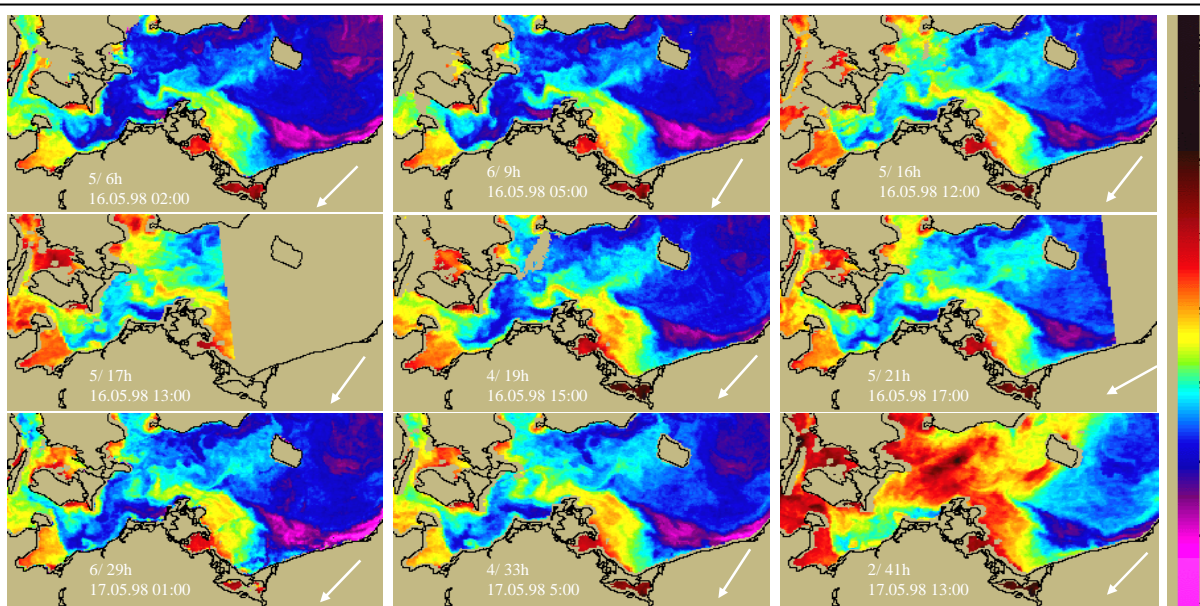 5/ 6h
16.05.98 02:00
6/ 9h
16.05.98 05:00
5/ 16h
16.05.98 12:00
5/ 17h
16.05.98 13:00
4/ 19h
16.05.98 15:00
5/ 21h
16.05.98 17:00
6/ 29h
17.05.98 01:00
4/ 33h
17.05.98 5:00
2/ 41h
17.05.98 13:00